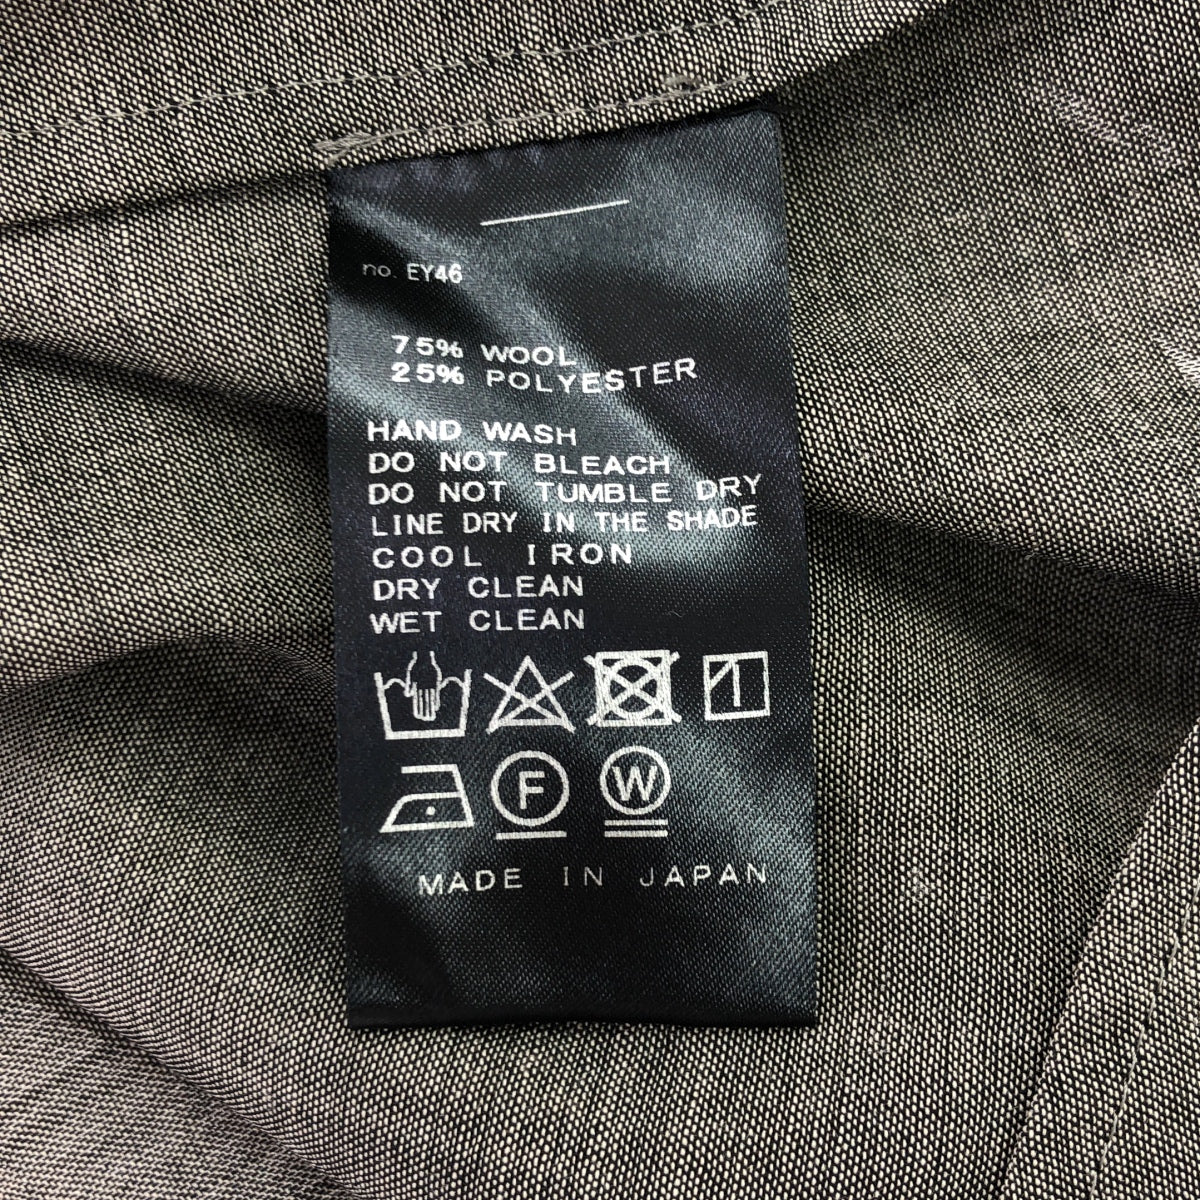 no. EY46
75% WOOL
25% POLYESTER
HAND WASH
DO NOT BLEACH
DO NOT TUMBLE DRY
LINE DRY IN THE SHADE
COOL IRON
DRY CLEAN
WET CLEAN
F W
MADE IN JAPAN